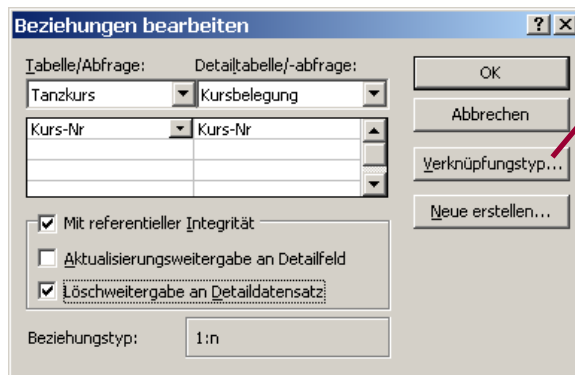 Beziehungen bearbeiten
Tabelle/Abfrage: Detailtabelle/-abfrage:
Tanzkurs Kursbelegung
Kurs-Nr Kurs-Nr
Mit referentieller Integrität
Aktualisierungsweitergabe an Detailfeld
Löschweitergabe an Detaildatensatz
Beziehungstyp: 1:n
OK
Abbrechen
Verknüpfungstyp...
Neue erstellen...